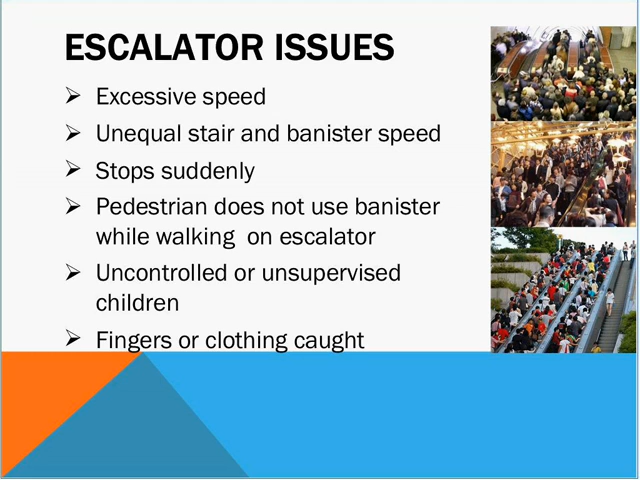 ESCALATOR ISSUES
➢ Excessive speed
➢ Unequal stair and banister speed
➢ Stops suddenly
➢ Pedestrian does not use banister
while walking  on escalator
➢ Uncontrolled or unsupervised
children
➢ Fingers or clothing caught